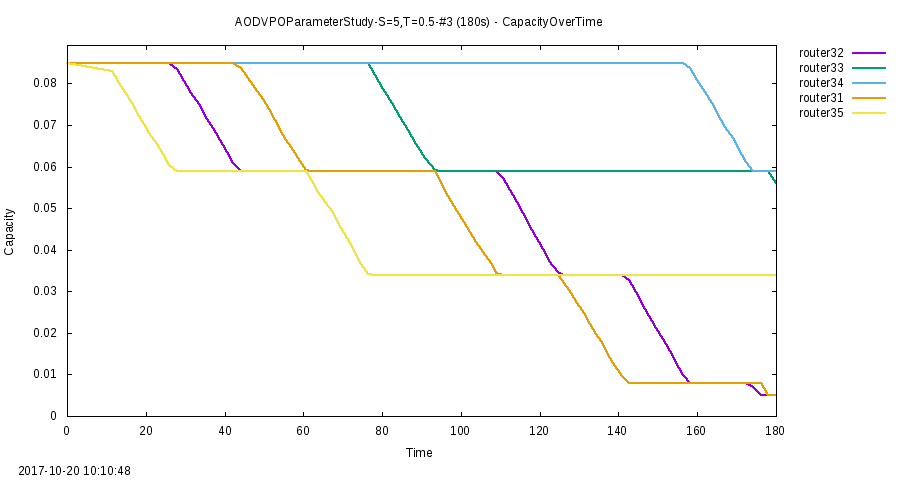 AODVPOParameterStudy-S=5,T=0.5-#3 (180s) - CapacityOverTime
router32
router33
router34
router31
router35
0.08
0.07
0.06
0.05
0.04
0.03
0.02
0.01
0
Capacity
0 20 40 60 80 100 120 140 160 180
Time
2017-10-20 10:10:48